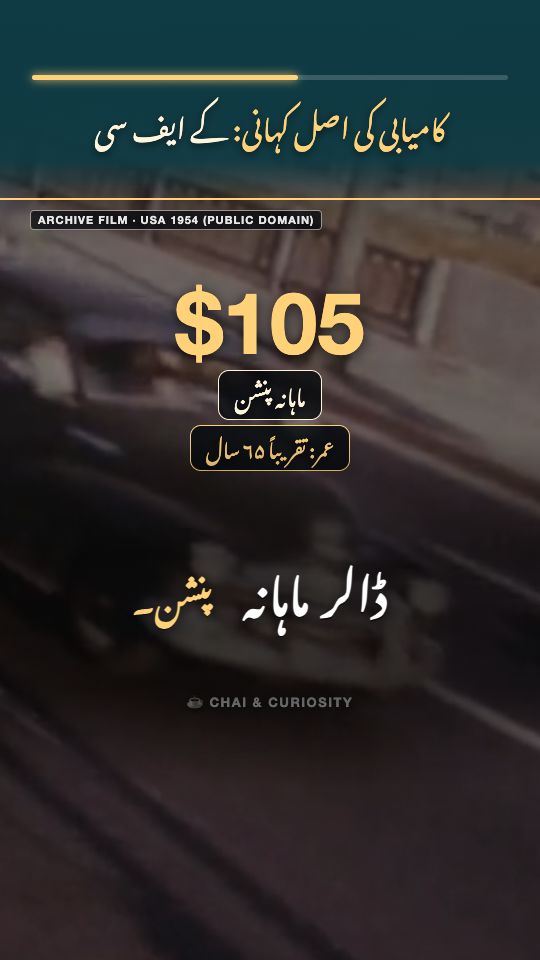 کامیابی کی اصل کہانی: کے ایف سی
ARCHIVE FILM · USA 1954 (PUBLIC DOMAIN)
$105
ماہانہ پنشن
عمر: تقریباً ۶۵ سال
ڈالر ماہانہ پنشن۔
CHAI & CURIOSITY